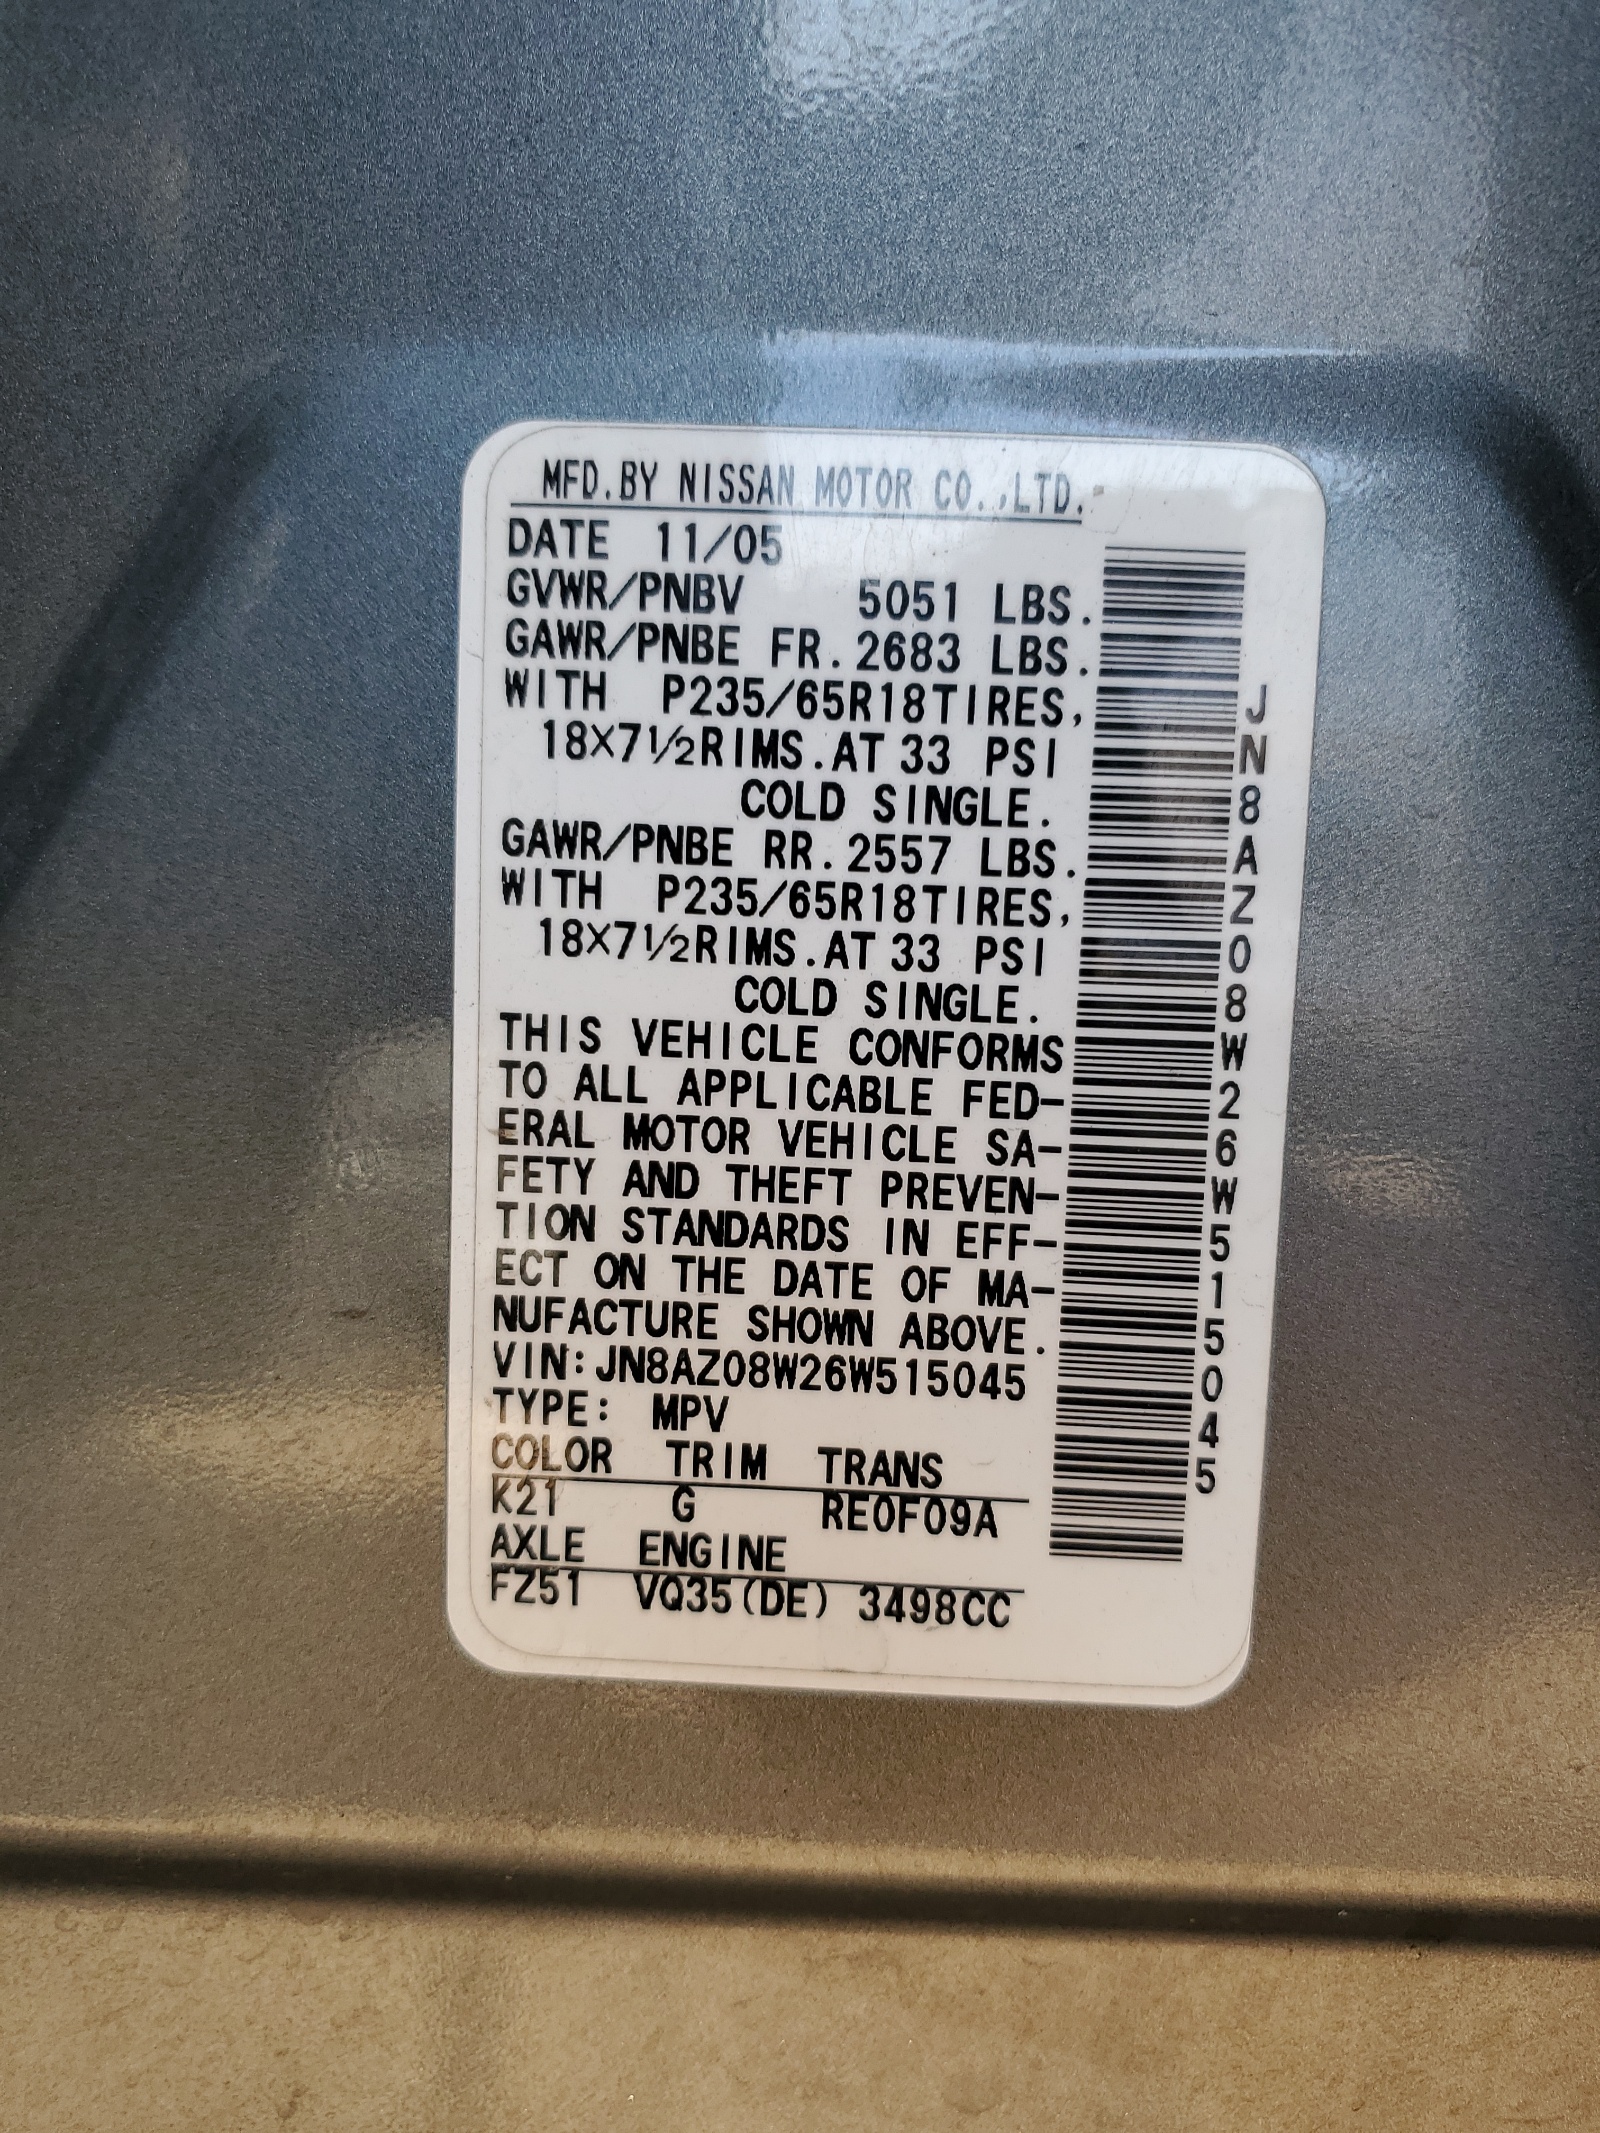 MFD.BY NISSAN MOTOR CO.,LTD.
DATE 11/05
GVWR/PNBV 5051 LBS.
GAWR/PNBE FR.2683 LBS.
WITH P235/65R18TIRES,
18X7½RIMS.AT 33 PSI
COLD SINGLE.
GAWR/PNBE RR.2557 LBS.
WITH P235/65R18TIRES,
18X7½RIMS.AT 33 PSI
COLD SINGLE.
THIS VEHICLE CONFORMS
TO ALL APPLICABLE FED-
ERAL MOTOR VEHICLE SA-
FETY AND THEFT PREVEN-
TION STANDARDS IN EFF-
ECT ON THE DATE OF MA-
NUFACTURE SHOWN ABOVE.
VIN:JN8AZ08W26W515045
TYPE: MPV
COLOR TRIM TRANS
K21 G RE0F09A
AXLE ENGINE
FZ51 VQ35(DE) 3498CC
JN8AZ08W26W515045